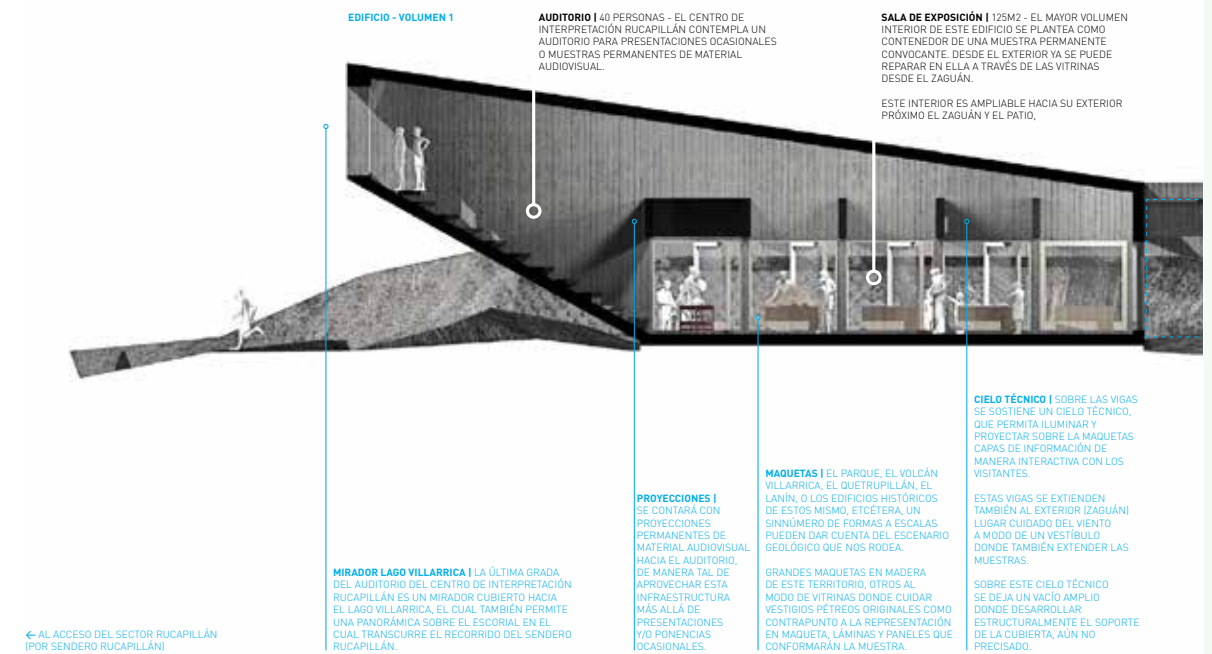 EDIFICIO - VOLUMEN 1
AUDITORIO | 40 PERSONAS - EL CENTRO DE
INTERPRETACIÓN RUCAPILLÁN CONTEMPLA UN
AUDITORIO PARA PRESENTACIONES OCASIONALES
O MUESTRAS PERMANENTES DE MATERIAL
AUDIOVISUAL.
SALA DE EXPOSICIÓN | 125M2 - EL MAYOR VOLUMEN
INTERIOR DE ESTE EDIFICIO SE PLANTEA COMO
CONTENEDOR DE UNA MUESTRA PERMANENTE
CONVOCANTE. DESDE EL EXTERIOR YA SE PUEDE
REPARAR EN ELLA A TRAVÉS DE LAS VITRINAS
DESDE EL ZAGUÁN.
ESTE INTERIOR ES AMPLIABLE HACIA SU EXTERIOR
PRÓXIMO EL ZAGUÁN Y EL PATIO,
← AL ACCESO DEL SECTOR RUCAPILLÁN
(POR SENDERO RUCAPILLÁN)
MIRADOR LAGO VILLARRICA | LA ÚLTIMA GRADA
DEL AUDITORIO DEL CENTRO DE INTERPRETACIÓN
RUCAPILLÁN ES UN MIRADOR CUBIERTO HACIA
EL LAGO VILLARRICA, EL CUAL TAMBIÉN PERMITE
UNA PANORÁMICA SOBRE EL ESCORIAL EN EL
CUAL TRANSCURRE EL RECORRIDO DEL SENDERO
RUCAPILLÁN.
PROYECCIONES |
SE CONTARÁ CON
PROYECCIONES
PERMANENTES DE
MATERIAL AUDIOVISUAL
HACIA EL AUDITORIO,
DE MANERA TAL DE
APROVECHAR ESTA
INFRAESTRUCTURA
MÁS ALLÁ DE
PRESENTACIONES
Y/O PONENCIAS
OCASIONALES.
MAQUETAS | EL PARQUE, EL VOLCÁN
VILLARRICA, EL QUETRUPILLÁN, EL
LANÍN, O LOS EDIFICIOS HISTÓRICOS
DE ESTOS MISMO, ETCÉTERA, UN
SINNÚMERO DE FORMAS A ESCALAS
PUEDEN DAR CUENTA DEL ESCENARIO
GEOLÓGICO QUE NOS RODEA.
GRANDES MAQUETAS EN MADERA
DE ESTE TERRITORIO, OTROS AL
MODO DE VITRINAS DONDE CUIDAR
VESTIGIOS PÉTREOS ORIGINALES COMO
CONTRAPUNTO A LA REPRESENTACIÓN
EN MAQUETA, LÁMINAS Y PANELES QUE
CONFORMARÁN LA MUESTRA.
CIELO TÉCNICO | SOBRE LAS VIGAS
SE SOSTIENE UN CIELO TÉCNICO,
QUE PERMITA ILUMINAR Y
PROYECTAR SOBRE LA MAQUETAS
CAPAS DE INFORMACIÓN DE
MANERA INTERACTIVA CON LOS
VISITANTES.
ESTAS VIGAS SE EXTIENDEN
TAMBIÉN AL EXTERIOR (ZAGUÁN)
LUGAR CUIDADO DEL VIENTO
A MODO DE UN VESTÍBULO
DONDE TAMBIÉN EXTENDER LAS
MUESTRAS.
SOBRE ESTE CIELO TÉCNICO
SE DEJA UN VACÍO AMPLIO
DONDE DESARROLLAR
ESTRUCTURALMENTE EL SOPORTE
DE LA CUBIERTA, AÚN NO
PRECISADO.